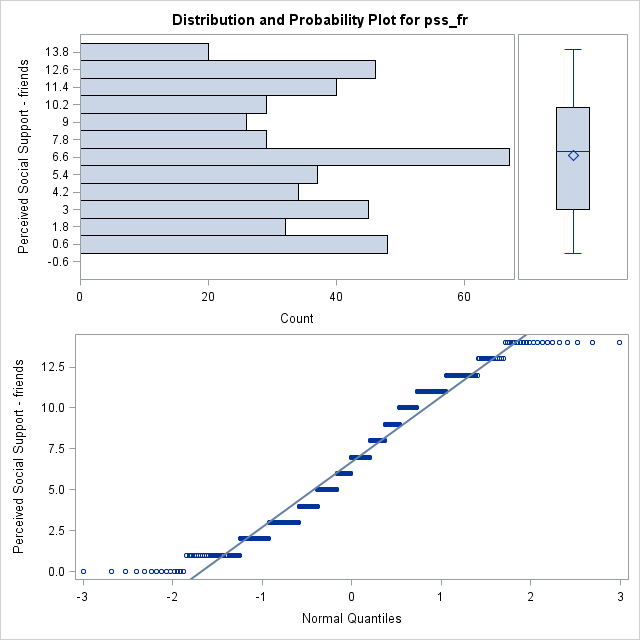 Distribution and Probability Plot for pss_fr
Perceived Social Support - friends
13.8
12.6
11.4
10.2
9
7.8
6.6
5.4
4.2
3
1.8
0.6
-0.6
0 20 40 60
Count
Perceived Social Support - friends
12.5
10.0
7.5
5.0
2.5
0.0
-3 -2 -1 0 1 2 3
Normal Quantiles